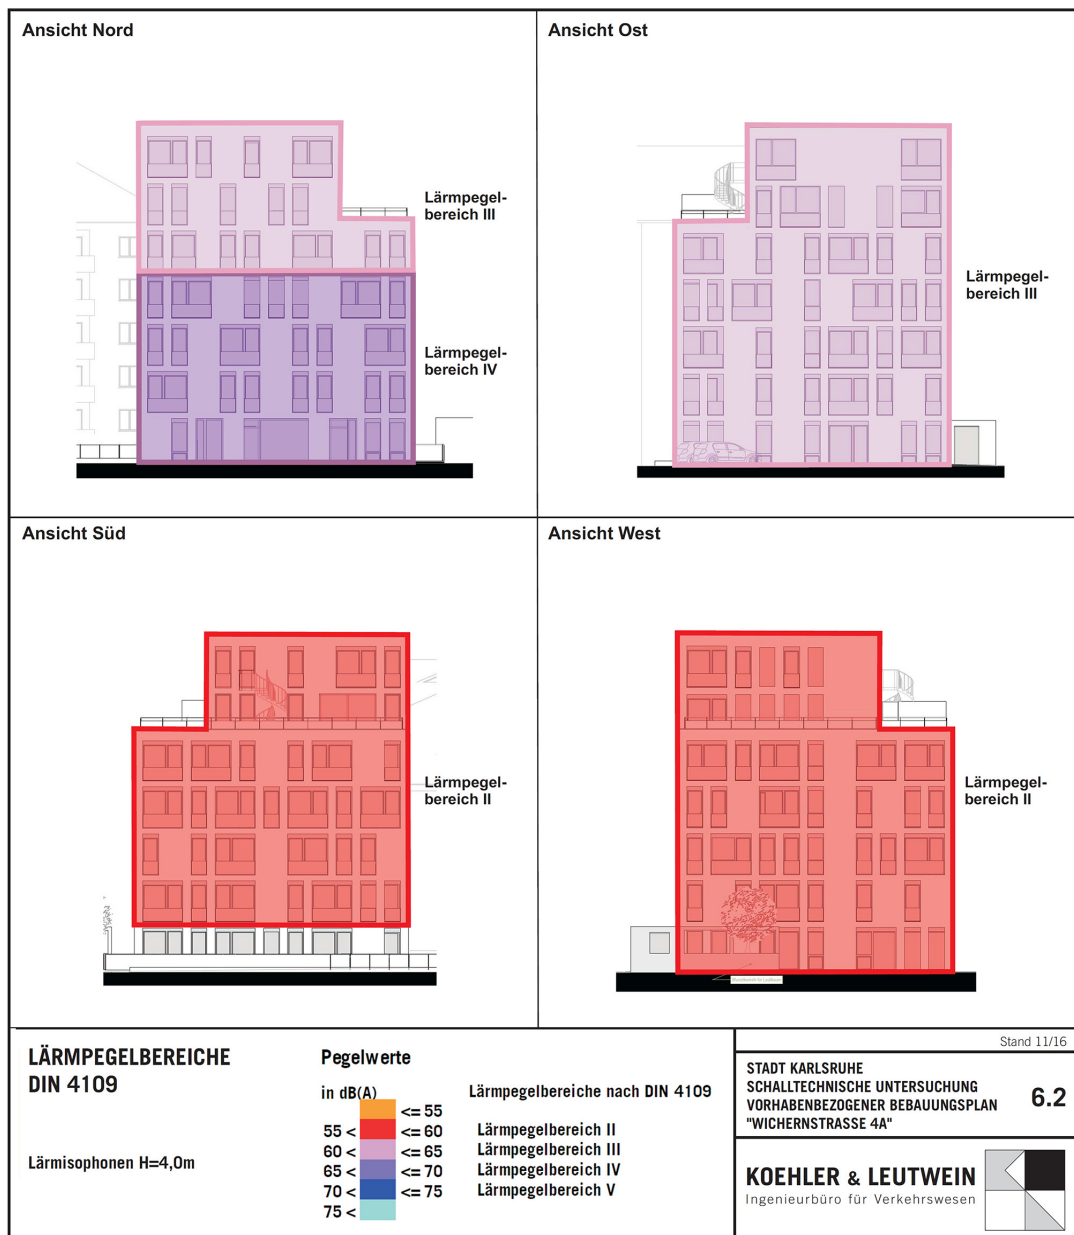 Ansicht Nord
Lärmpegel-
bereich III
Lärmpegel-
bereich IV
Ansicht Ost
Lärmpegel-
bereich III
Ansicht Süd
Lärmpegel-
bereich II
Ansicht West
Lärmpegel-
bereich II
LÄRMPEGELBEREICHE
DIN 4109
Lärmisophonen H=4,0m
Pegelwerte
in dB(A)
Lärmpegelbereiche nach DIN 4109
<= 55
55 < <= 60 Lärmpegelbereich II
60 < <= 65 Lärmpegelbereich III
65 < <= 70 Lärmpegelbereich IV
70 < <= 75 Lärmpegelbereich V
75 <
Stand 11/16
STADT KARLSRUHE
SCHALLTECHNISCHE UNTERSUCHUNG
VORHABENBEZOGENER BEBAUUNGSPLAN
"WICHERNSTRASSE 4A"
6.2
KOEHLER & LEUTWEIN
Ingenieurbüro für Verkehrswesen